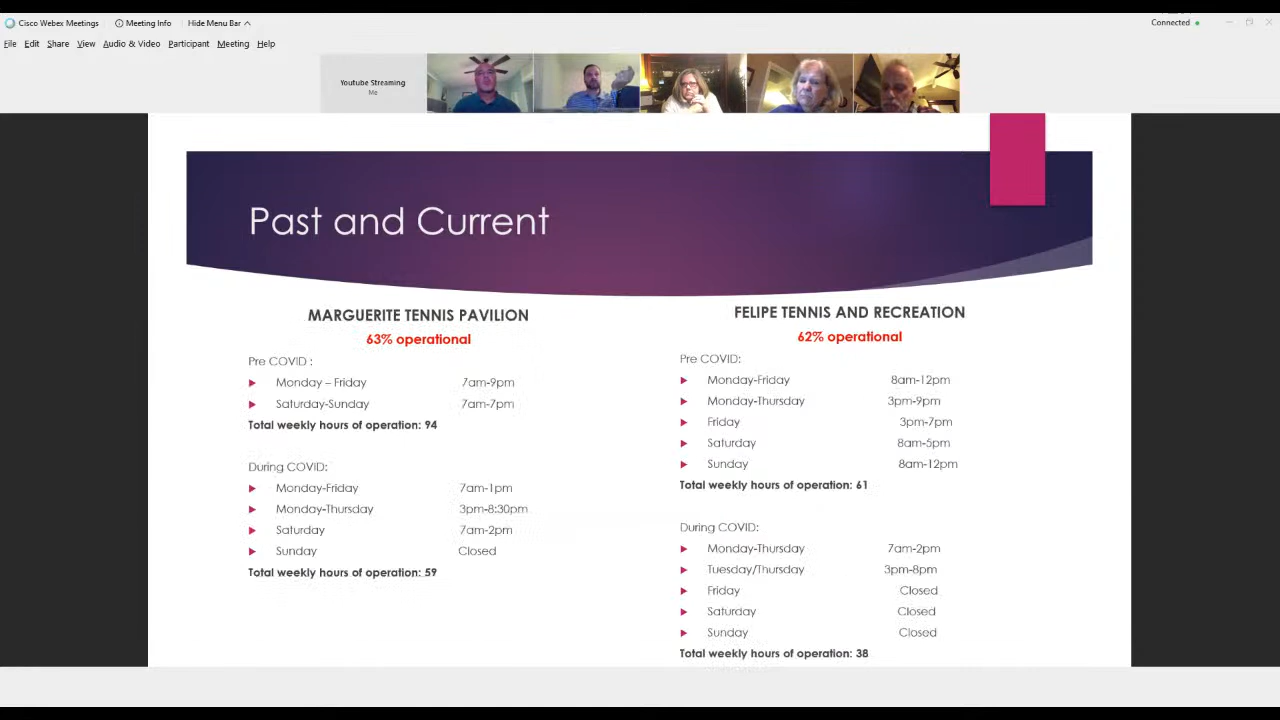 Cisco Webex Meetings Meeting Info Hide Menu Bar
Connected
File Edit Share View Audio & Video Participant Meeting Help
Youtube Streaming
Me
Past and Current
MARGUERITE TENNIS PAVILION
63% operational
Pre COVID :
Monday – Friday 7am-9pm
Saturday-Sunday 7am-7pm
Total weekly hours of operation: 94
During COVID:
Monday-Friday 7am-1pm
Monday-Thursday 3pm-8:30pm
Saturday 7am-2pm
Sunday Closed
Total weekly hours of operation: 59
FELIPE TENNIS AND RECREATION
62% operational
Pre COVID:
Monday-Friday 8am-12pm
Monday-Thursday 3pm-9pm
Friday 3pm-7pm
Saturday 8am-5pm
Sunday 8am-12pm
Total weekly hours of operation: 61
During COVID:
Monday-Thursday 7am-2pm
Tuesday/Thursday 3pm-8pm
Friday Closed
Saturday Closed
Sunday Closed
Total weekly hours of operation: 38